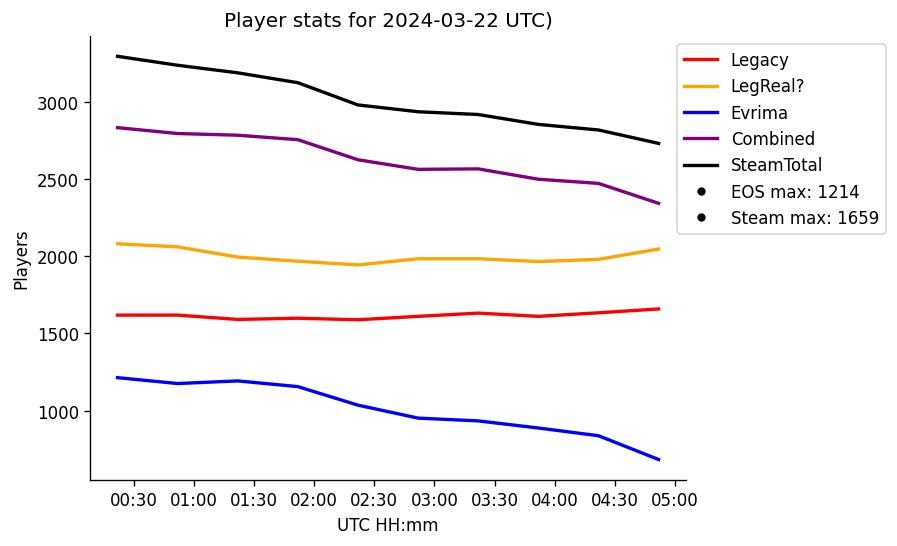 Player stats for 2024-03-22 UTC)
Players
3000
2500
2000
1500
1000
00:30 01:00 01:30 02:00 02:30 03:00 03:30 04:00 04:30 05:00
UTC HH:mm
Legacy
LegReal?
Evrima
Combined
SteamTotal
EOS max: 1214
Steam max: 1659